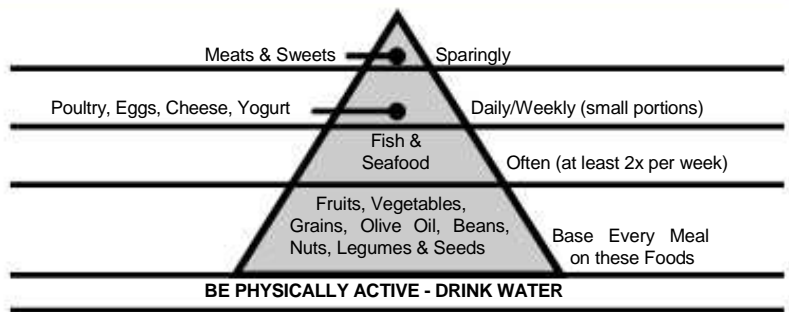 Meats & Sweets
Sparingly
Poultry, Eggs, Cheese, Yogurt
Daily/Weekly (small portions)
Fish &
Seafood
Often (at least 2x per week)
Fruits, Vegetables,
Grains, Olive Oil, Beans,
Nuts, Legumes & Seeds
Base Every Meal
on these Foods
BE PHYSICALLY ACTIVE - DRINK WATER